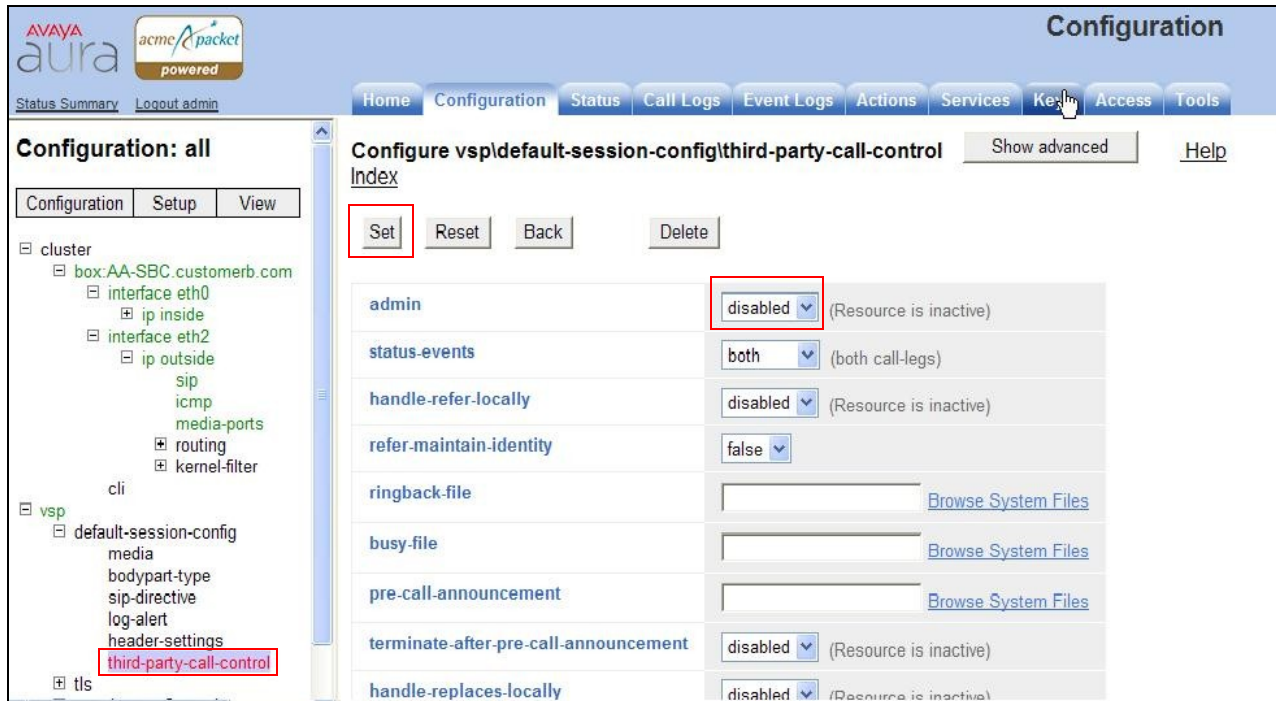 AVAYA
aura
acme packet
powered
Configuration
Status Summary Logout admin
Home Configuration Status Call Logs Event Logs Actions Services Access Tools
Configuration: all
Configuration Setup View
cluster
box:AA-SBC.customerb.com
interface eth0
ip inside
interface eth2
ip outside
sip
icmp
media-ports
routing
kernel-filter
cli
vsp
default-session-config
media
bodypart-type
sip-directive
log-alert
header-settings
third-party-call-control
tls
Configure vsp\default-session-config\third-party-call-control Show advanced Help
Index
Set Reset Back Delete
admin disabled (Resource is inactive)
status-events both (both call-legs)
handle-refer-locally disabled (Resource is inactive)
refer-maintain-identity false
ringback-file Browse System Files
busy-file Browse System Files
pre-call-announcement Browse System Files
terminate-after-pre-call-announcement disabled (Resource is inactive)
handle-replaces-locally disabled (Resource is inactive)